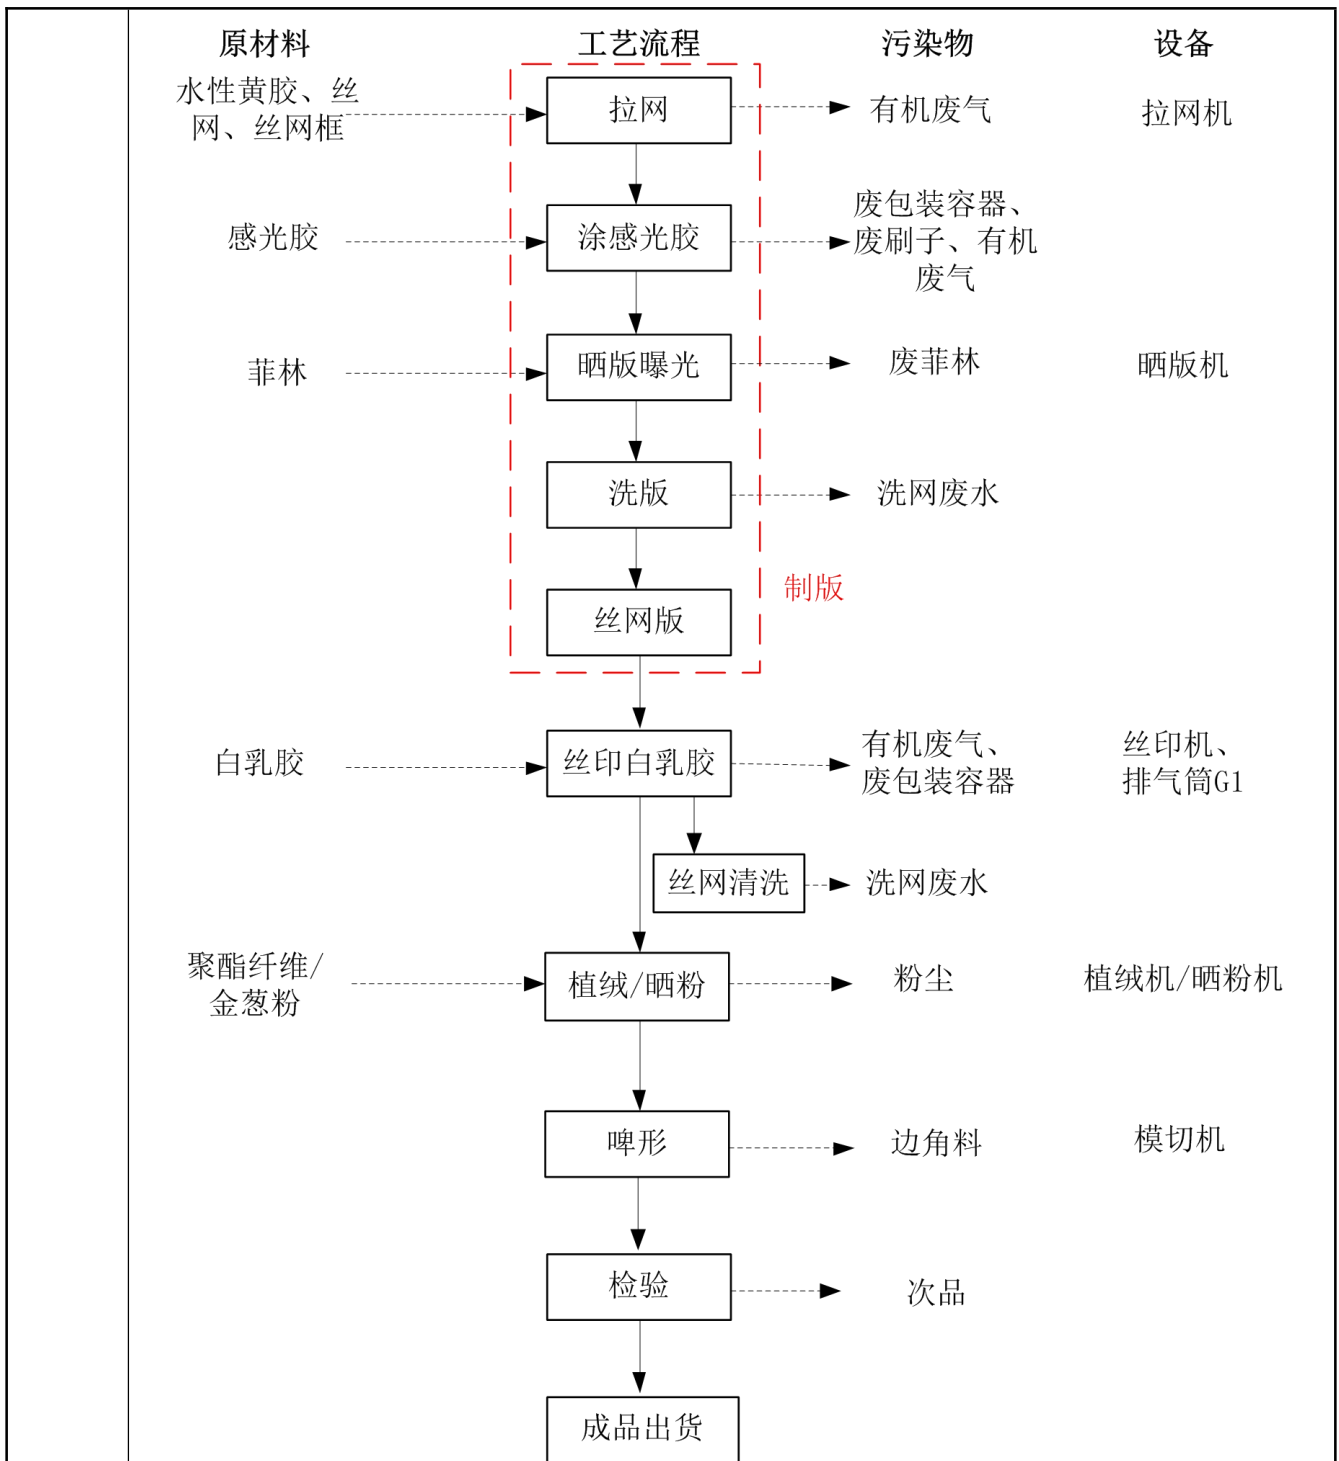 原材料 工艺流程 污染物 设备
水性黄胶、丝
网、丝网框
拉网
有机废气
拉网机
感光胶
涂感光胶
废包装容器、
废刷子、有机
废气
菲林
晒版曝光
废菲林
晒版机
洗版
洗网废水
丝网版
制版
白乳胶
丝印白乳胶
有机废气、
废包装容器
丝印机、
排气筒G1
丝网清洗
洗网废水
聚酯纤维/
金葱粉
植绒/晒粉
粉尘
植绒机/晒粉机
啤形
边角料
模切机
检验
次品
成品出货